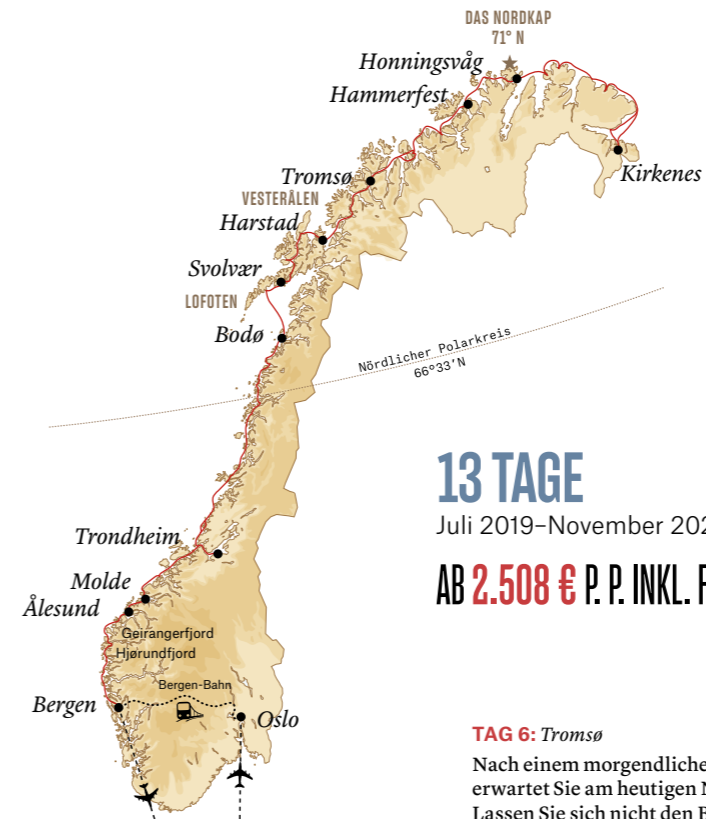 DAS NORDKAP
71° N
Honningsvåg
Hammerfest
Kirkenes
Tromsø
VESTERÅLEN
Harstad
Svolvær
LOFOTEN
Bodø
Nördlicher Polarkreis
66°33'N
13 TAGE
Juli 2019–November 202
AB 2.508 € P. P. INKL. F
Trondheim
Molde
Ålesund
Geirangerfjord
Hjørundfjord
Bergen-Bahn
Bergen
Oslo
TAG 6: Tromsø
Nach einem morgendliche
erwartet Sie am heutigen N
Lassen Sie sich nicht den